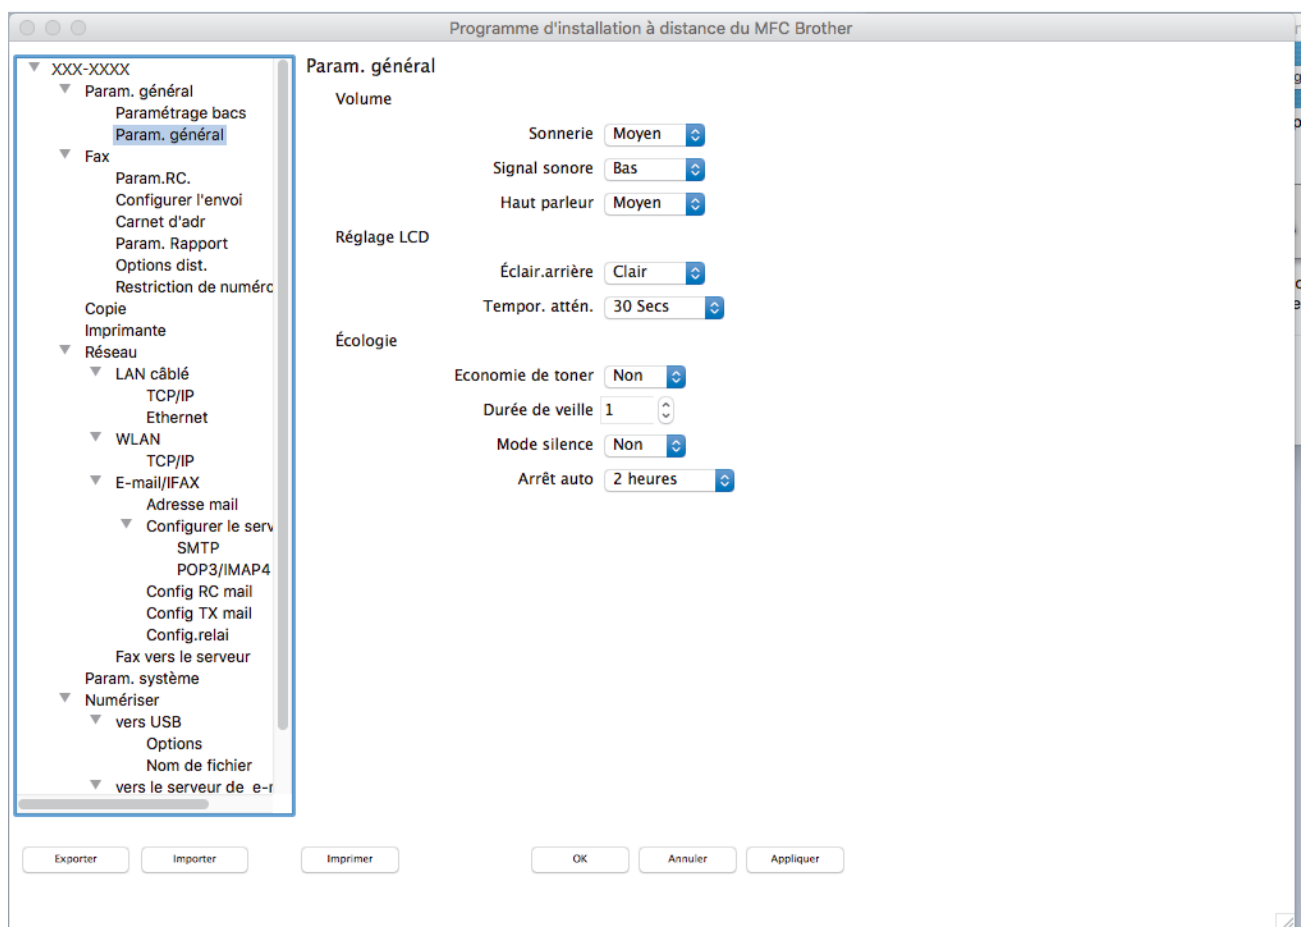 Programme d'installation à distance du MFC Brother
XXX-XXXX
Param. général
Paramétrage bacs
Param. général
Fax
Param.RC.
Configurer l'envoi
Carnet d'adr
Param. Rapport
Options dist.
Restriction de numéro
Copie
Imprimante
Réseau
LAN câblé
TCP/IP
Ethernet
WLAN
TCP/IP
E-mail/IFAX
Adresse mail
Configurer le serv
SMTP
POP3/IMAP4
Config RC mail
Config TX mail
Config.relai
Fax vers le serveur
Param. système
Numériser
vers USB
Options
Nom de fichier
vers le serveur de e-r
Param. général
Volume
Sonnerie Moyen
Signal sonore Bas
Haut parleur Moyen
Réglage LCD
Éclair.arrière Clair
Tempor. attén. 30 Secs
Écologie
Economie de toner Non
Durée de veille 1
Mode silence Non
Arrêt auto 2 heures
Exporter Importer Imprimer OK Annuler Appliquer